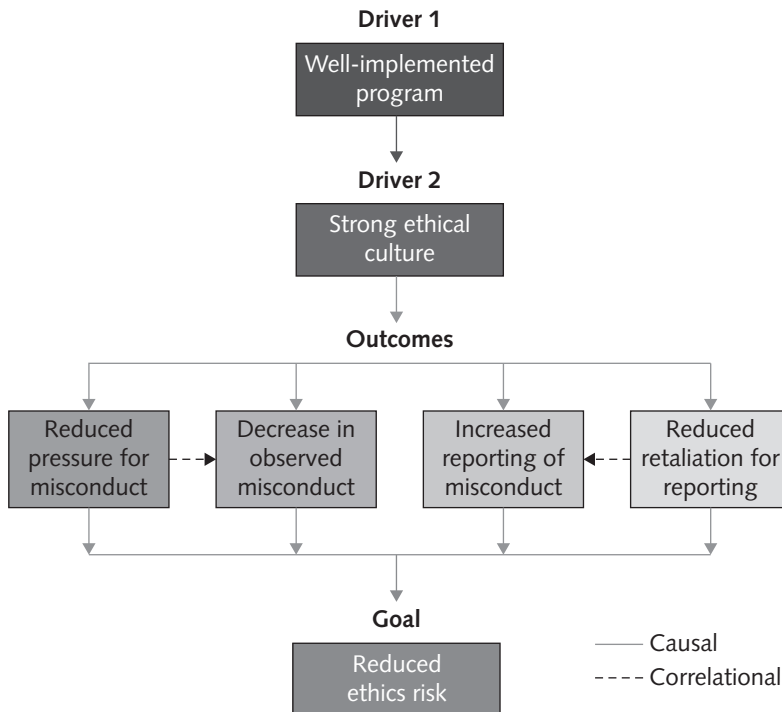 Driver 1
Well-implemented
program
Driver 2
Strong ethical
culture
Outcomes
Reduced
pressure for
misconduct
Decrease in
observed
misconduct
Increased
reporting of
misconduct
Reduced
retaliation for
reporting
Goal
Reduced
ethics risk
Causal
Correlational